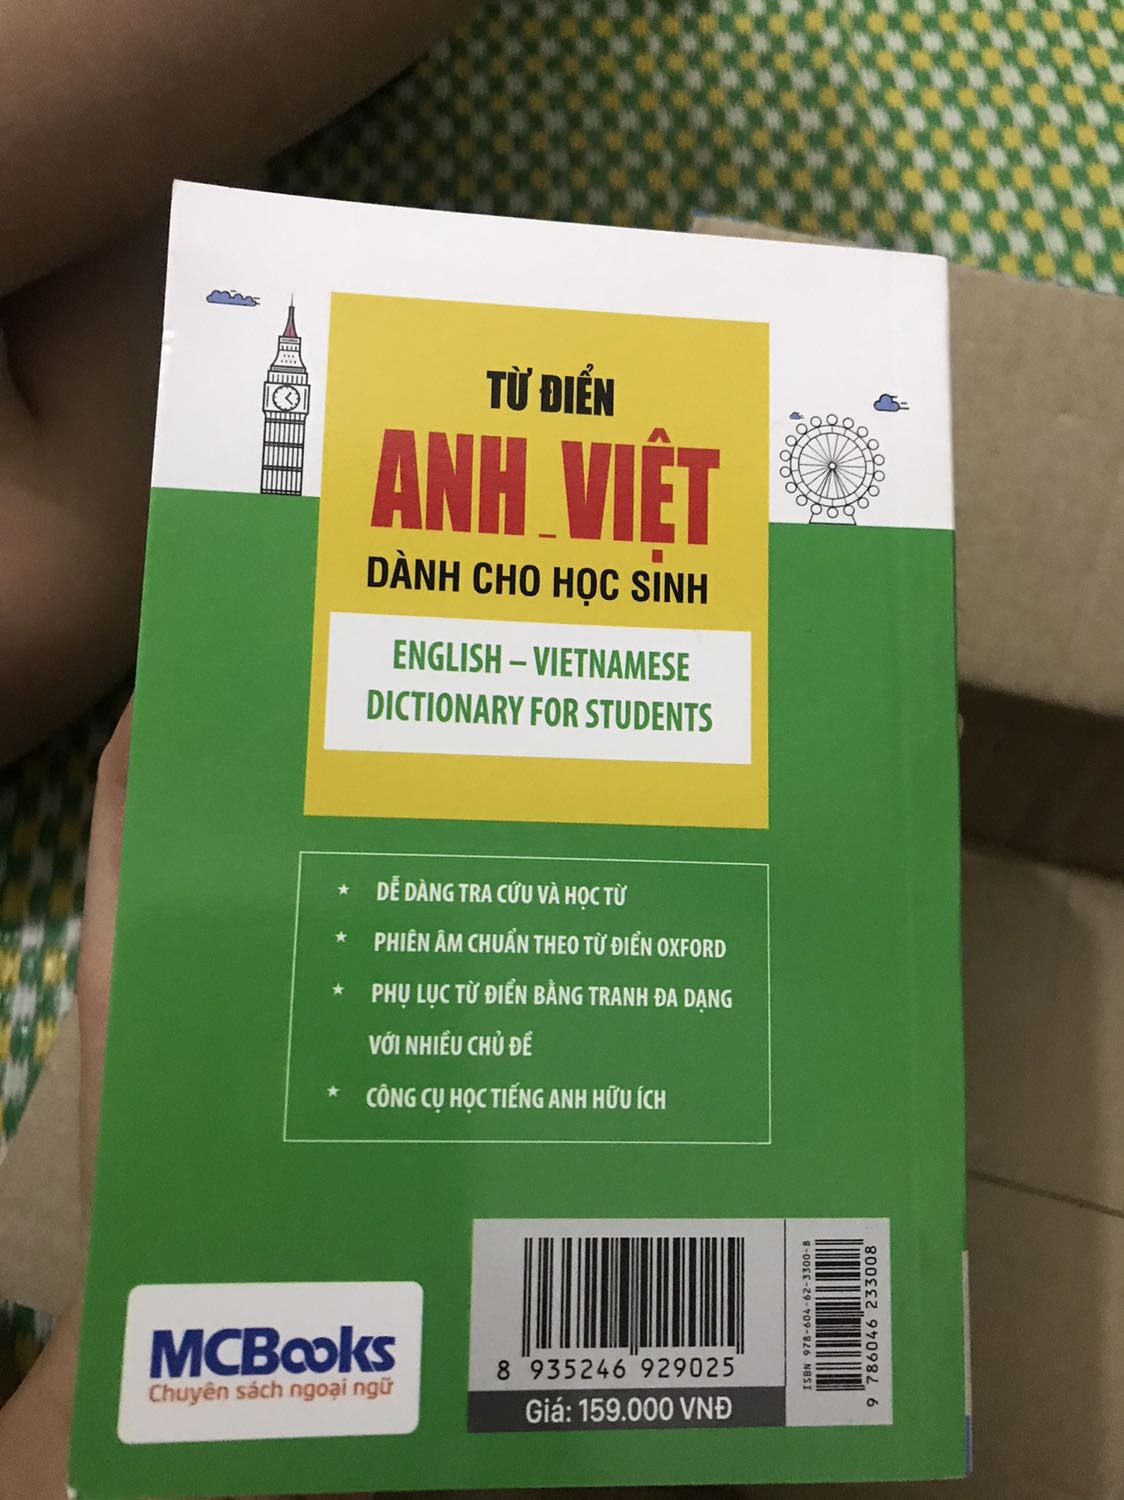 TỪ ĐIỂN
ANH_VIỆT
DÀNH CHO HỌC SINH
ENGLISH – VIETNAMESE
DICTIONARY FOR STUDENTS
★ DỄ DÀNG TRA CỨU VÀ HỌC TỪ
★ PHIÊN ÂM CHUẨN THEO TỪ ĐIỂN OXFORD
★ PHỤ LỤC TỪ ĐIỂN BẰNG TRANH ĐA DẠNG
VỚI NHIỀU CHỦ ĐỀ
★ CÔNG CỤ HỌC TIẾNG ANH HỮU ÍCH
MCBooks
Chuyên sách ngoại ngữ
8 935246 929025
Giá: 159.000 VNĐ
ISBN 978-604-62-3300-8
9 786046 233008